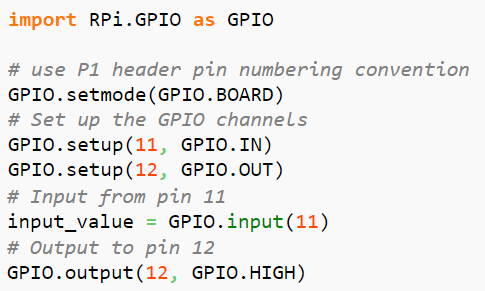 import RPi.GPIO as GPIO
# use P1 header pin numbering convention
GPIO.setmode(GPIO.BOARD)
# Set up the GPIO channels
GPIO.setup(11, GPIO.IN)
GPIO.setup(12, GPIO.OUT)
# Input from pin 11
input_value = GPIO.input(11)
# Output to pin 12
GPIO.output(12, GPIO.HIGH)